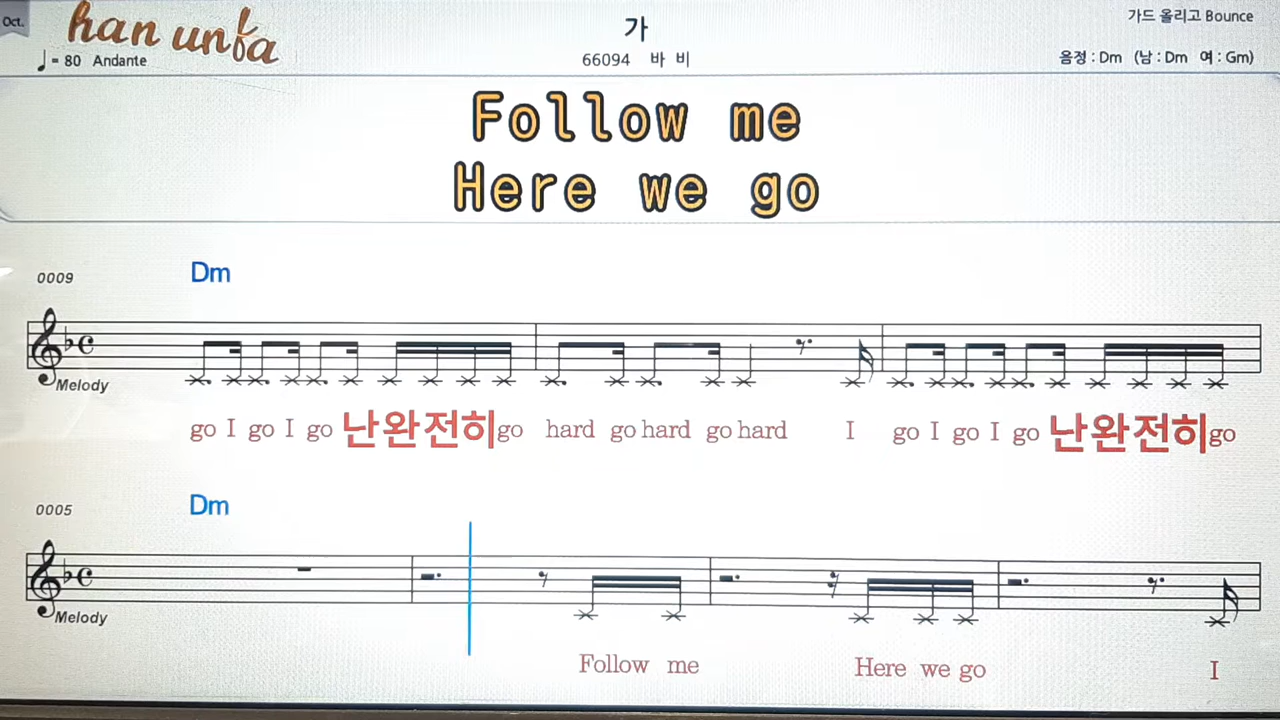 Oct.
han unfa
♩= 80 Andante
가
66094 바 비
가드 올리고 Bounce
음정 : Dm (남 : Dm 여 : Gm)
Follow me
Here we go
0009
Dm
Melody
go I go I go 난완전히go hard go hard go hard I go I go I go 난완전히go
0005
Dm
Melody
Follow me Here we go I